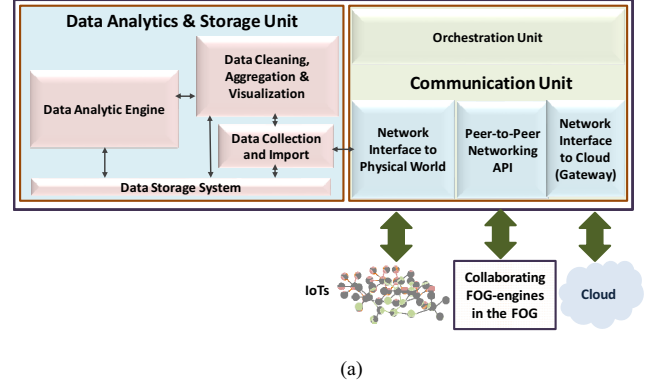 Data Analytics & Storage Unit
Data Cleaning,
Aggregation &
Visualization
Data Analytic Engine
Data Collection
and Import
Data Storage System
Orchestration Unit
Communication Unit
Network
Interface to
Physical World
Peer-to-Peer
Networking
API
Network
Interface
to Cloud
(Gateway)
IoTs
Collaborating
FOG-engines
in the FOG
Cloud
(a)